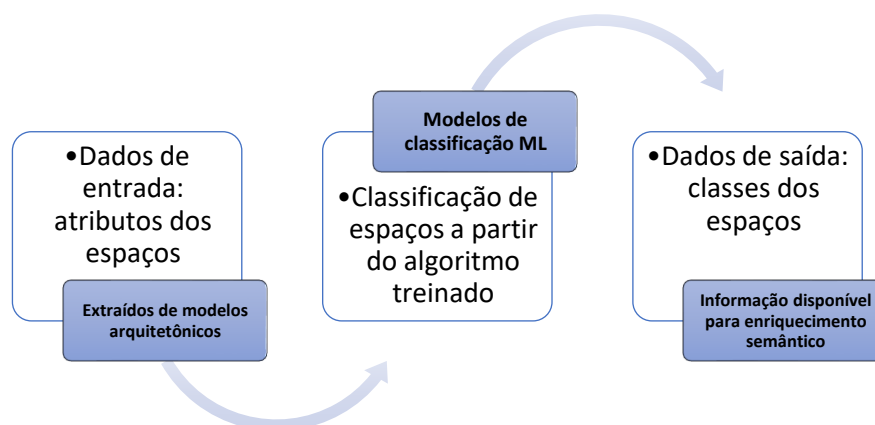 •Dados de
entrada:
atributos dos
espaços
Extraídos de modelos
arquitetônicos
Modelos de
classificação ML
•Classificação de
espaços a partir
do algoritmo
treinado
•Dados de saída:
classes dos
espaços
Informação disponível
para enriquecimento
semântico